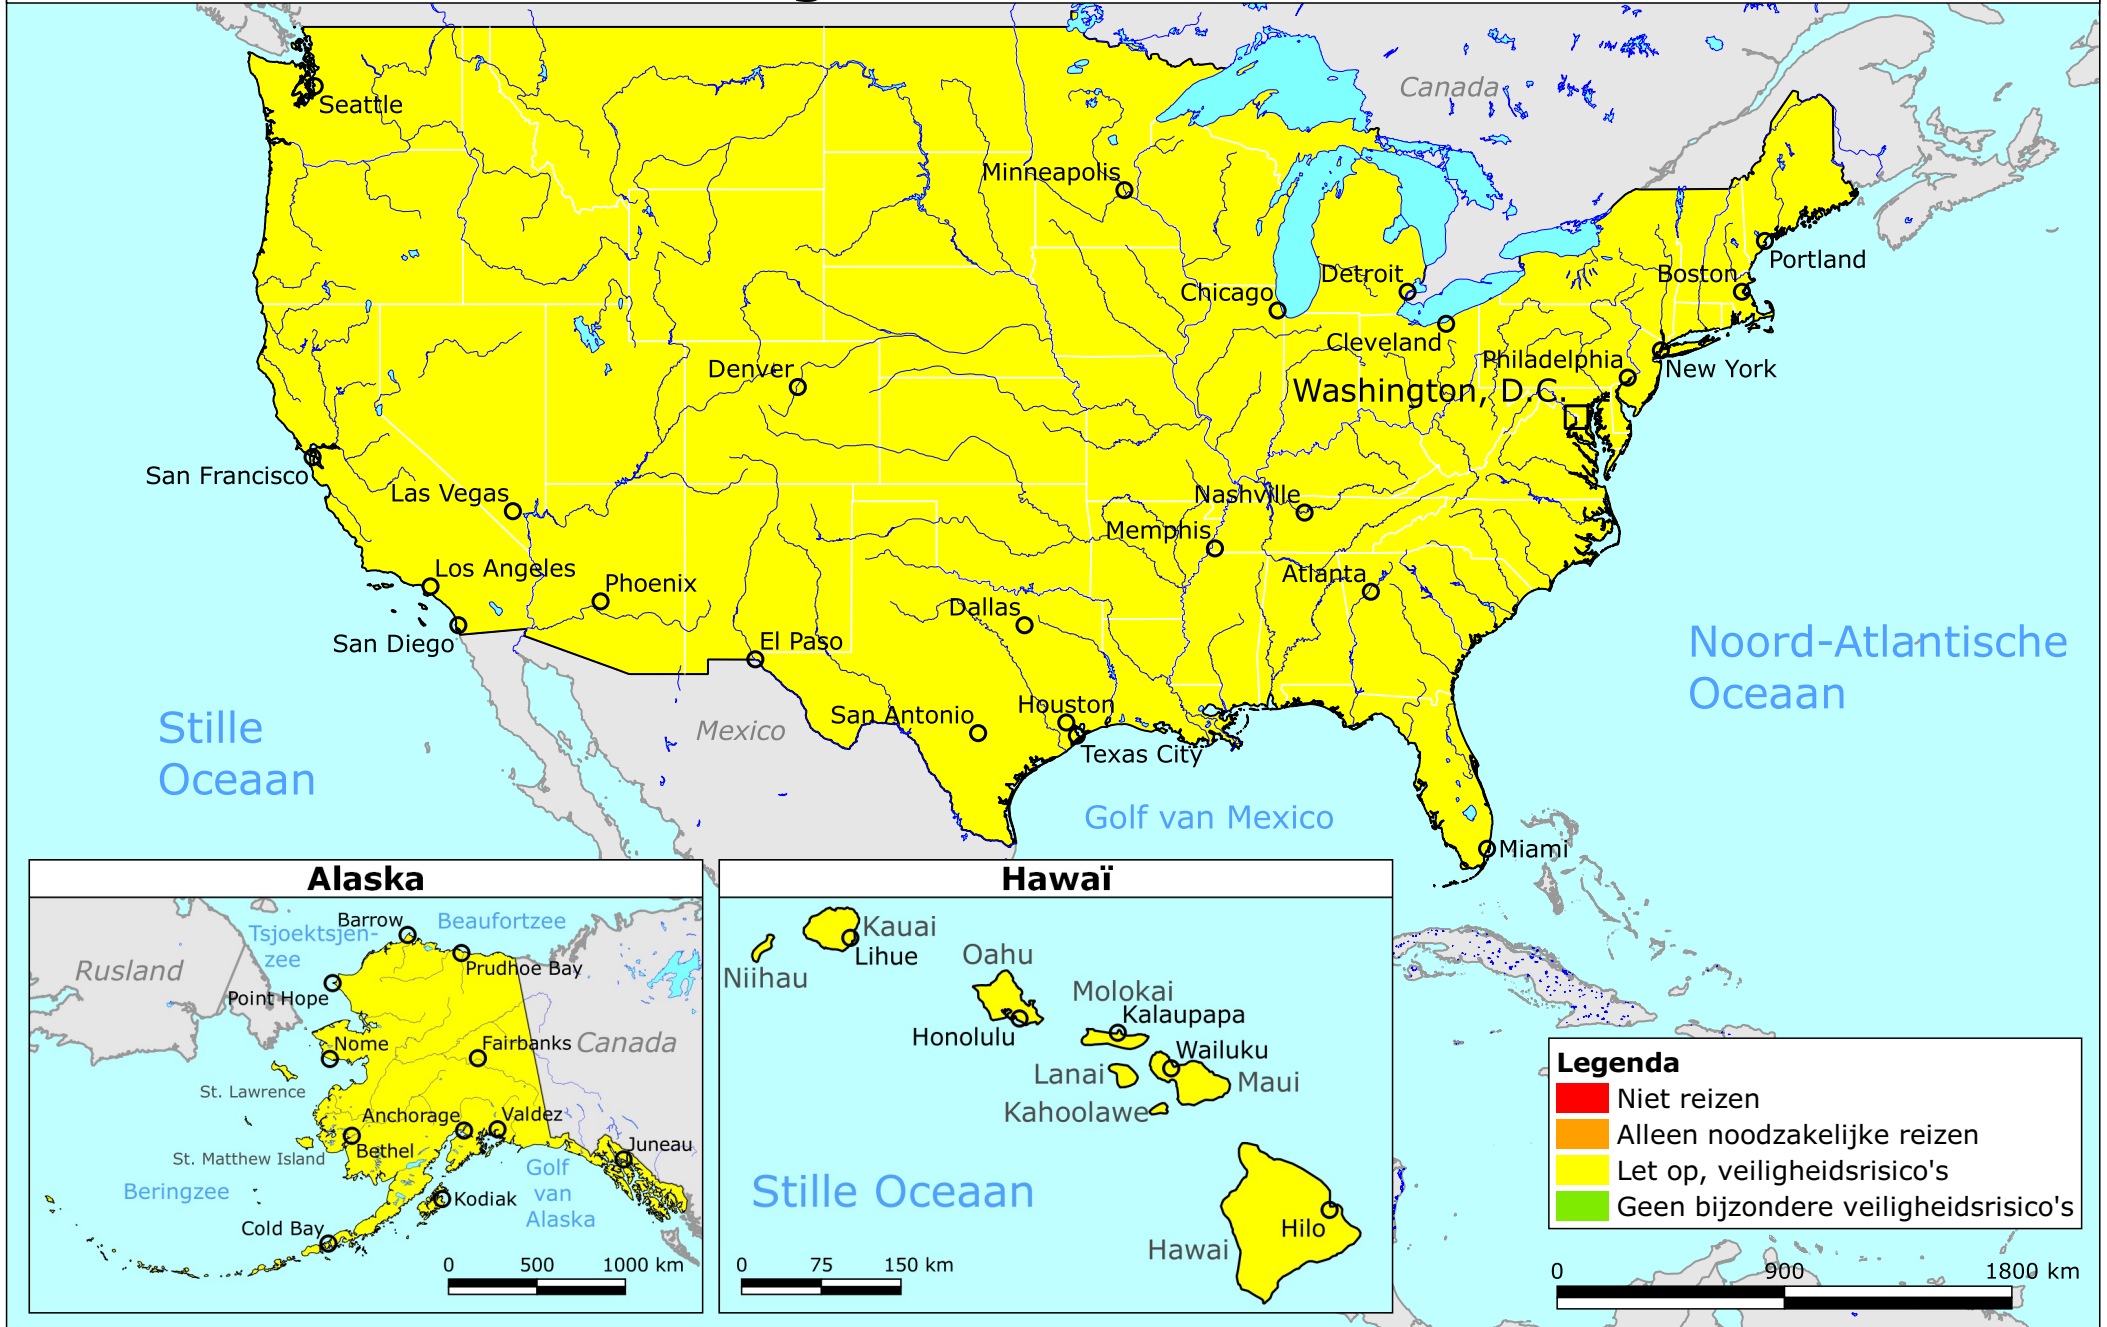 Canada
Seattle
Minneapolis
Portland
Boston
Detroit
Chicago
Cleveland
Philadelphia
New York
Denver
Washington, D.C.
San Francisco
Las Vegas
Nashville
Memphis
Los Angeles
Phoenix
Atlanta
Dallas
San Diego
El Paso
Noord-Atlantische
Oceaan
Houston
San Antonio
Stille
Oceaan
Mexico
Texas City
Golf van Mexico
Miami
Alaska
Barrow
Beaufortzee
Tsjoektsjen-
zee
Rusland
Prudhoe Bay
Point Hope
Nome
Fairbanks
Canada
St. Lawrence
Anchorage
Valdez
Bethel
Juneau
St. Matthew Island
Golf
van
Alaska
Beringzee
Kodiak
Cold Bay
0 500 1000 km
Hawaï
Kauai
Lihue
Niihau
Oahu
Molokai
Kalaupapa
Honolulu
Wailuku
Lanai
Maui
Kahoolawe
Stille Oceaan
Hilo
Hawai
0 75 150 km
Legenda
Niet reizen
Alleen noodzakelijke reizen
Let op, veiligheidsrisico's
Geen bijzondere veiligheidsrisico's
0 900 1800 km